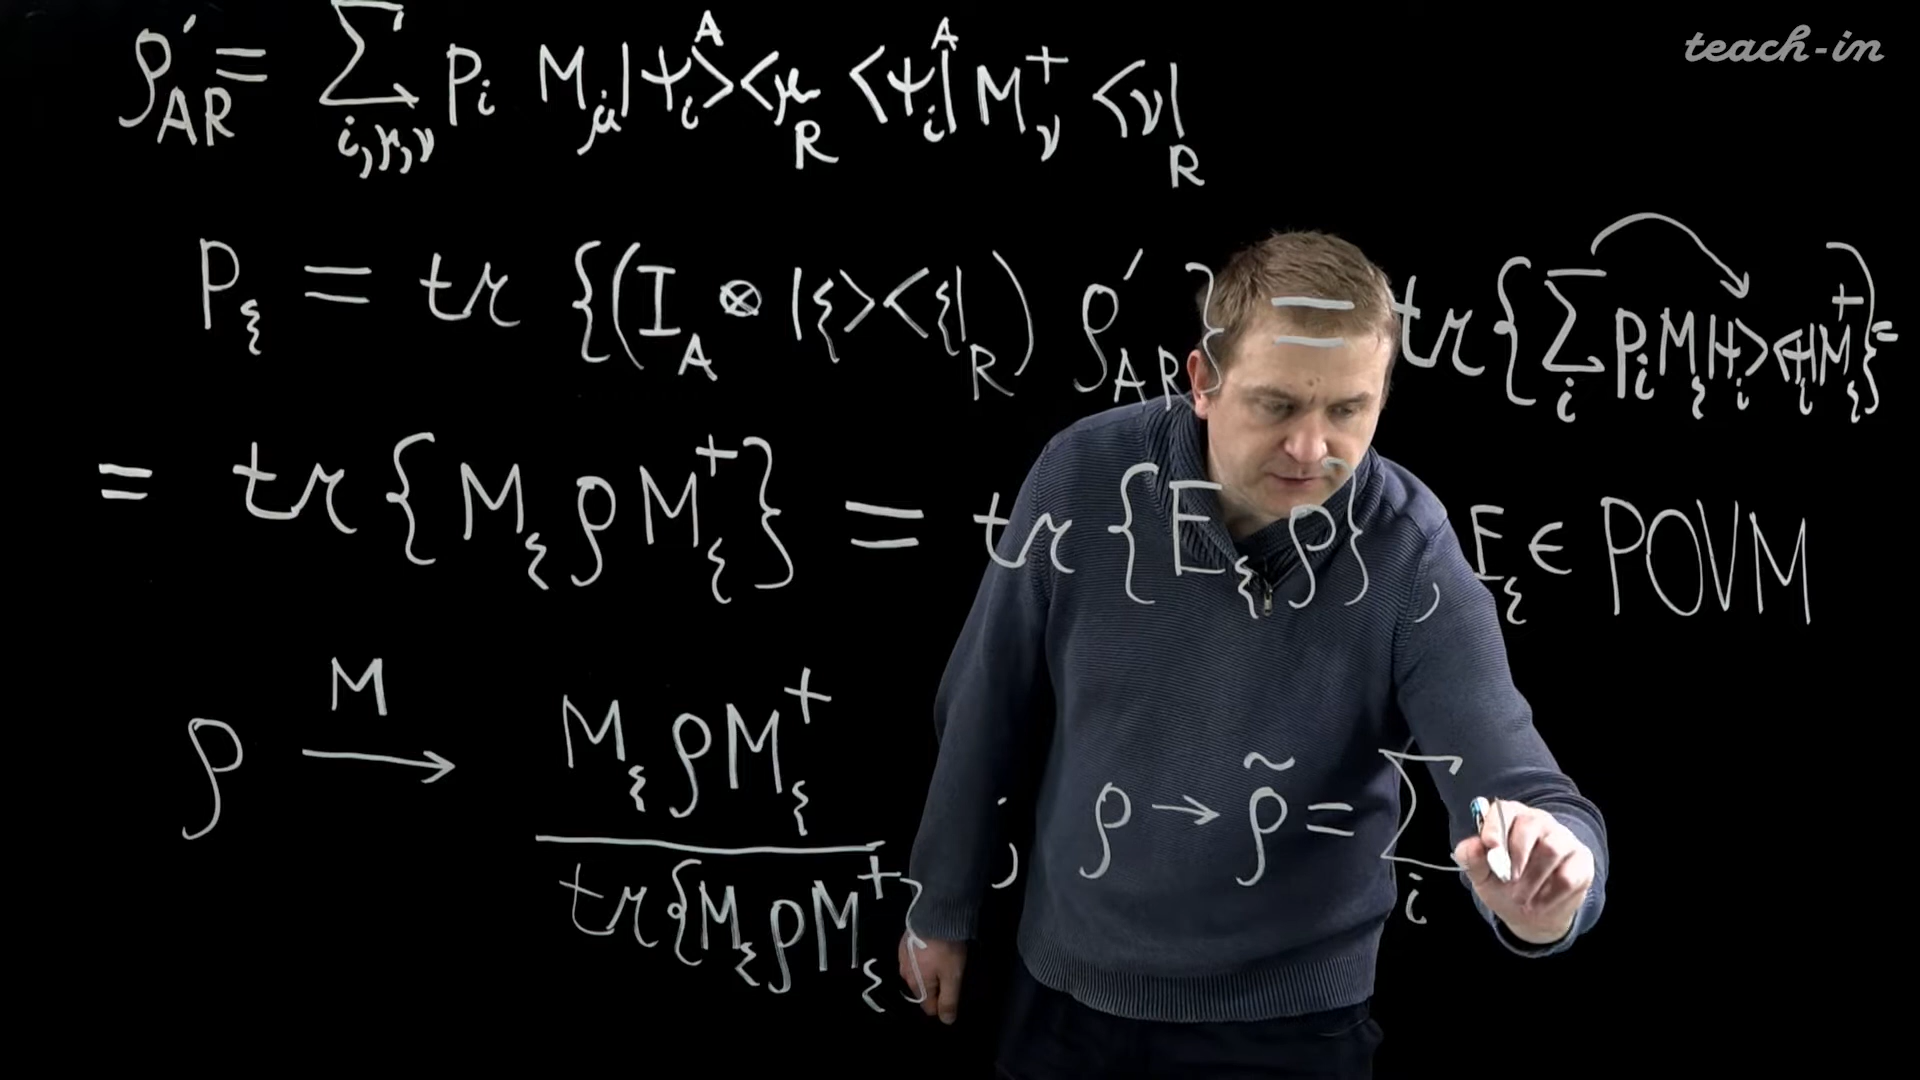 teach-in
ρ'_AR = Σ_{i,μ,ν} p_i M_μ|ψ_i>^A <μ_R <ψ_i|^A M_ν^+ <ν|_R
P_ξ = tr {(I_A ⊗ |ξ><ξ|_R) ρ'_AR} = tr{Σ_i p_i M_ξ|ψ_i><ψ_i|M_ξ^+} =
= tr{M_ξ ρ M_ξ^+} = tr{E_ξ ρ}, E_ξ ∈ POVM
ρ →^M M_ξ ρ M_ξ^+ / tr{M_ξ ρ M_ξ^+} ; ρ → ρ̃ = Σ_i